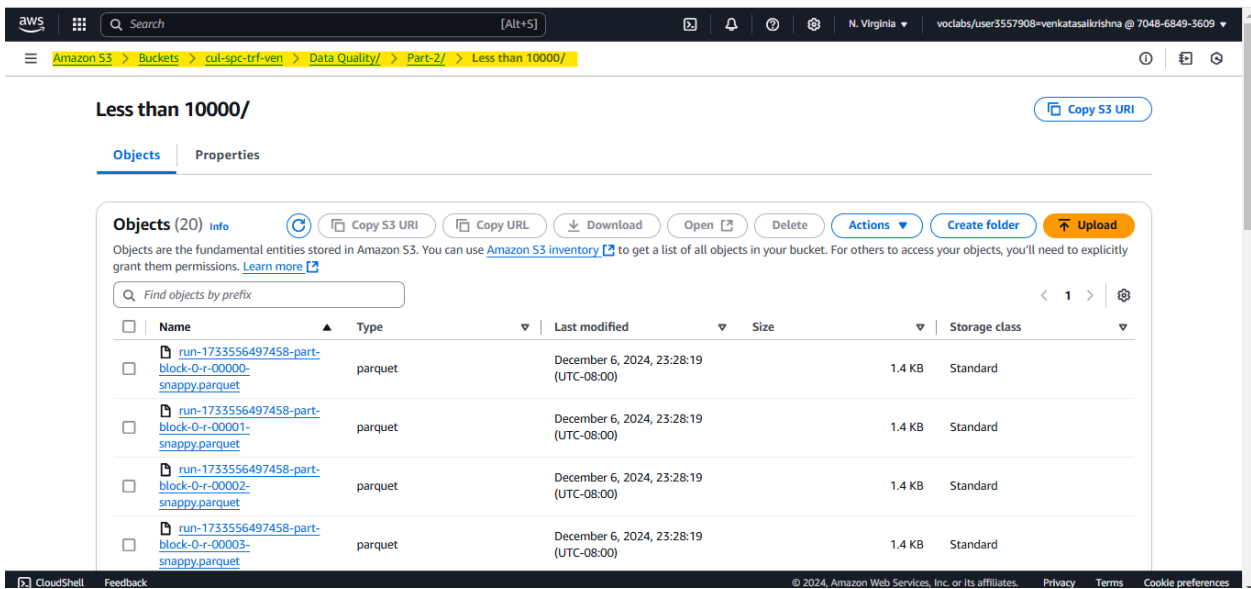 aws Search [Alt+S] N. Virginia ▼ voclabs/user3557908=venkatasaikrishna @ 7048-6849-3609 ▼
Amazon S3 > Buckets > cul-spc-trf-ven > Data Quality/ > Part-2/ > Less than 10000/
Less than 10000/ Copy S3 URI
Objects Properties
Objects (20) Info Copy S3 URI Copy URL Download Open Delete Actions ▼ Create folder Upload
Objects are the fundamental entities stored in Amazon S3. You can use Amazon S3 inventory to get a list of all objects in your bucket. For others to access your objects, you'll need to explicitly
grant them permissions. Learn more
Find objects by prefix < 1 >
Name Type Last modified Size Storage class
run-1733556497458-part-
block-0-r-00000-
snappy.parquet
parquet
December 6, 2024, 23:28:19
(UTC-08:00)
1.4 KB
Standard
run-1733556497458-part-
block-0-r-00001-
snappy.parquet
parquet
December 6, 2024, 23:28:19
(UTC-08:00)
1.4 KB
Standard
run-1733556497458-part-
block-0-r-00002-
snappy.parquet
parquet
December 6, 2024, 23:28:19
(UTC-08:00)
1.4 KB
Standard
run-1733556497458-part-
block-0-r-00003-
snappy.parquet
parquet
December 6, 2024, 23:28:19
(UTC-08:00)
1.4 KB
Standard
CloudShell Feedback © 2024, Amazon Web Services, Inc. or its affiliates. Privacy Terms Cookie preferences